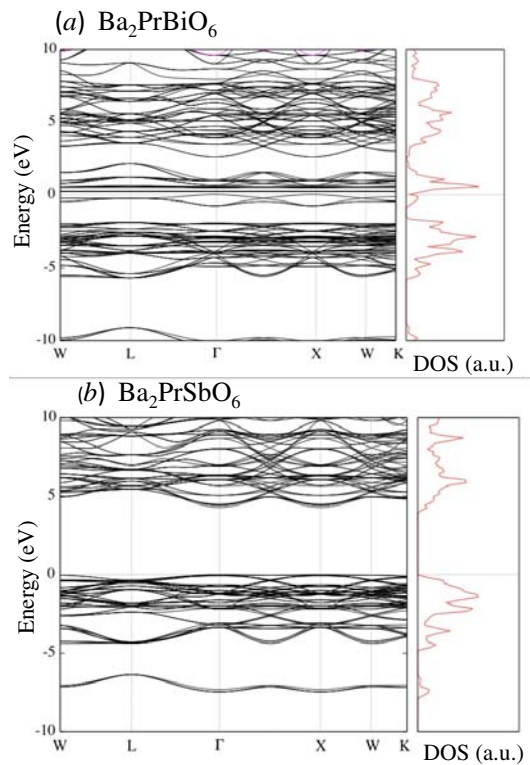 (a) Ba₂PrBiO₆
Energy (eV)
10
5
0
-5
-10
W L Γ X W K
DOS (a.u.)
(b) Ba₂PrSbO₆
Energy (eV)
10
5
0
-5
-10
W L Γ X W K
DOS (a.u.)